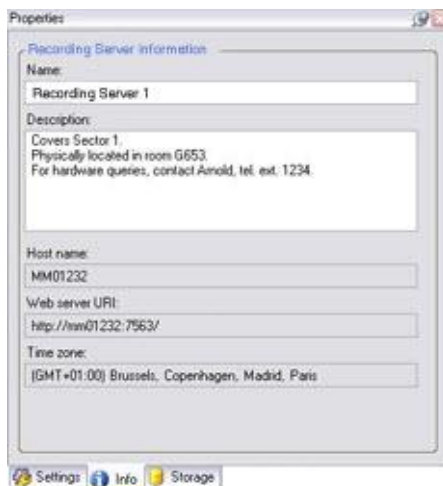 Properties
Recording Server information
Name:
Recording Server 1
Description:
Covers Sector 1.
Physically located in room G653.
For hardware queries, contact Arnold, tel. ext. 1234.
Host name:
MM01232
Web server URI:
http://mm01232:7563/
Time zone:
(GMT+01:00) Brussels, Copenhagen, Madrid, Paris
Settings Info Storage